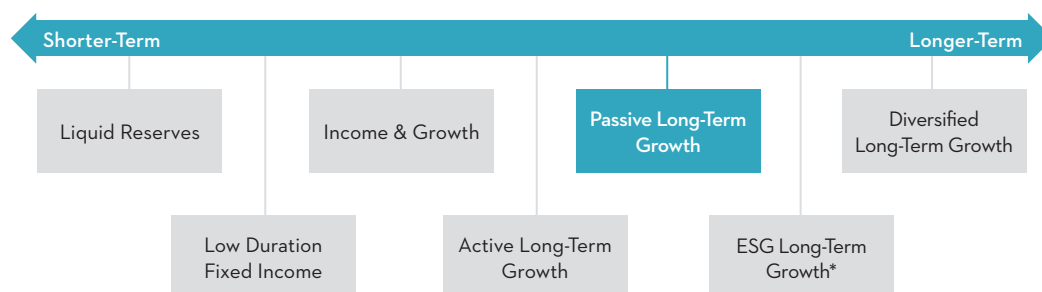 Shorter-Term
Longer-Term
Liquid Reserves
Income & Growth
Passive Long-Term
Growth
Diversified
Long-Term Growth
Low Duration
Fixed Income
Active Long-Term
Growth
ESG Long-Term
Growth*